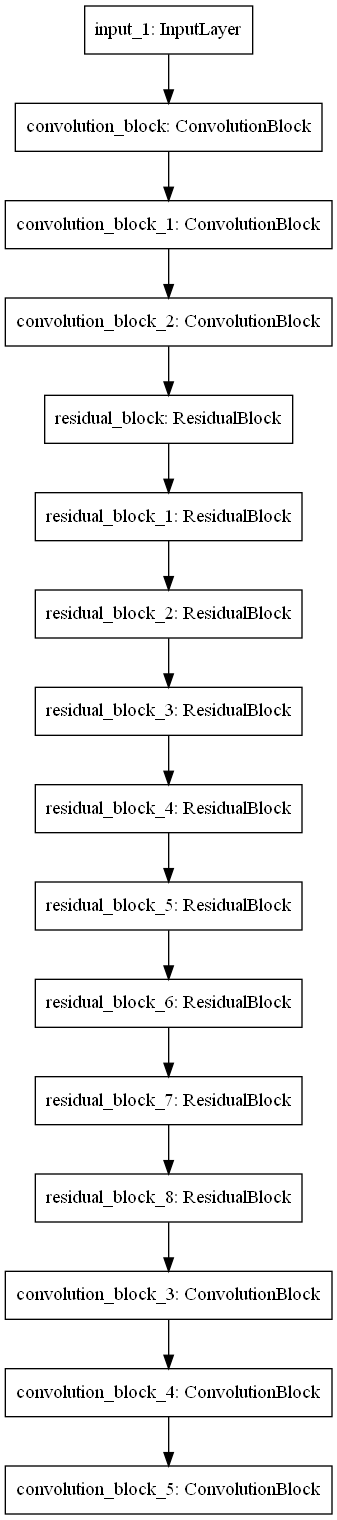 input_1: InputLayer
convolution_block: ConvolutionBlock
convolution_block_1: ConvolutionBlock
convolution_block_2: ConvolutionBlock
residual_block: ResidualBlock
residual_block_1: ResidualBlock
residual_block_2: ResidualBlock
residual_block_3: ResidualBlock
residual_block_4: ResidualBlock
residual_block_5: ResidualBlock
residual_block_6: ResidualBlock
residual_block_7: ResidualBlock
residual_block_8: ResidualBlock
convolution_block_3: ConvolutionBlock
convolution_block_4: ConvolutionBlock
convolution_block_5: ConvolutionBlock